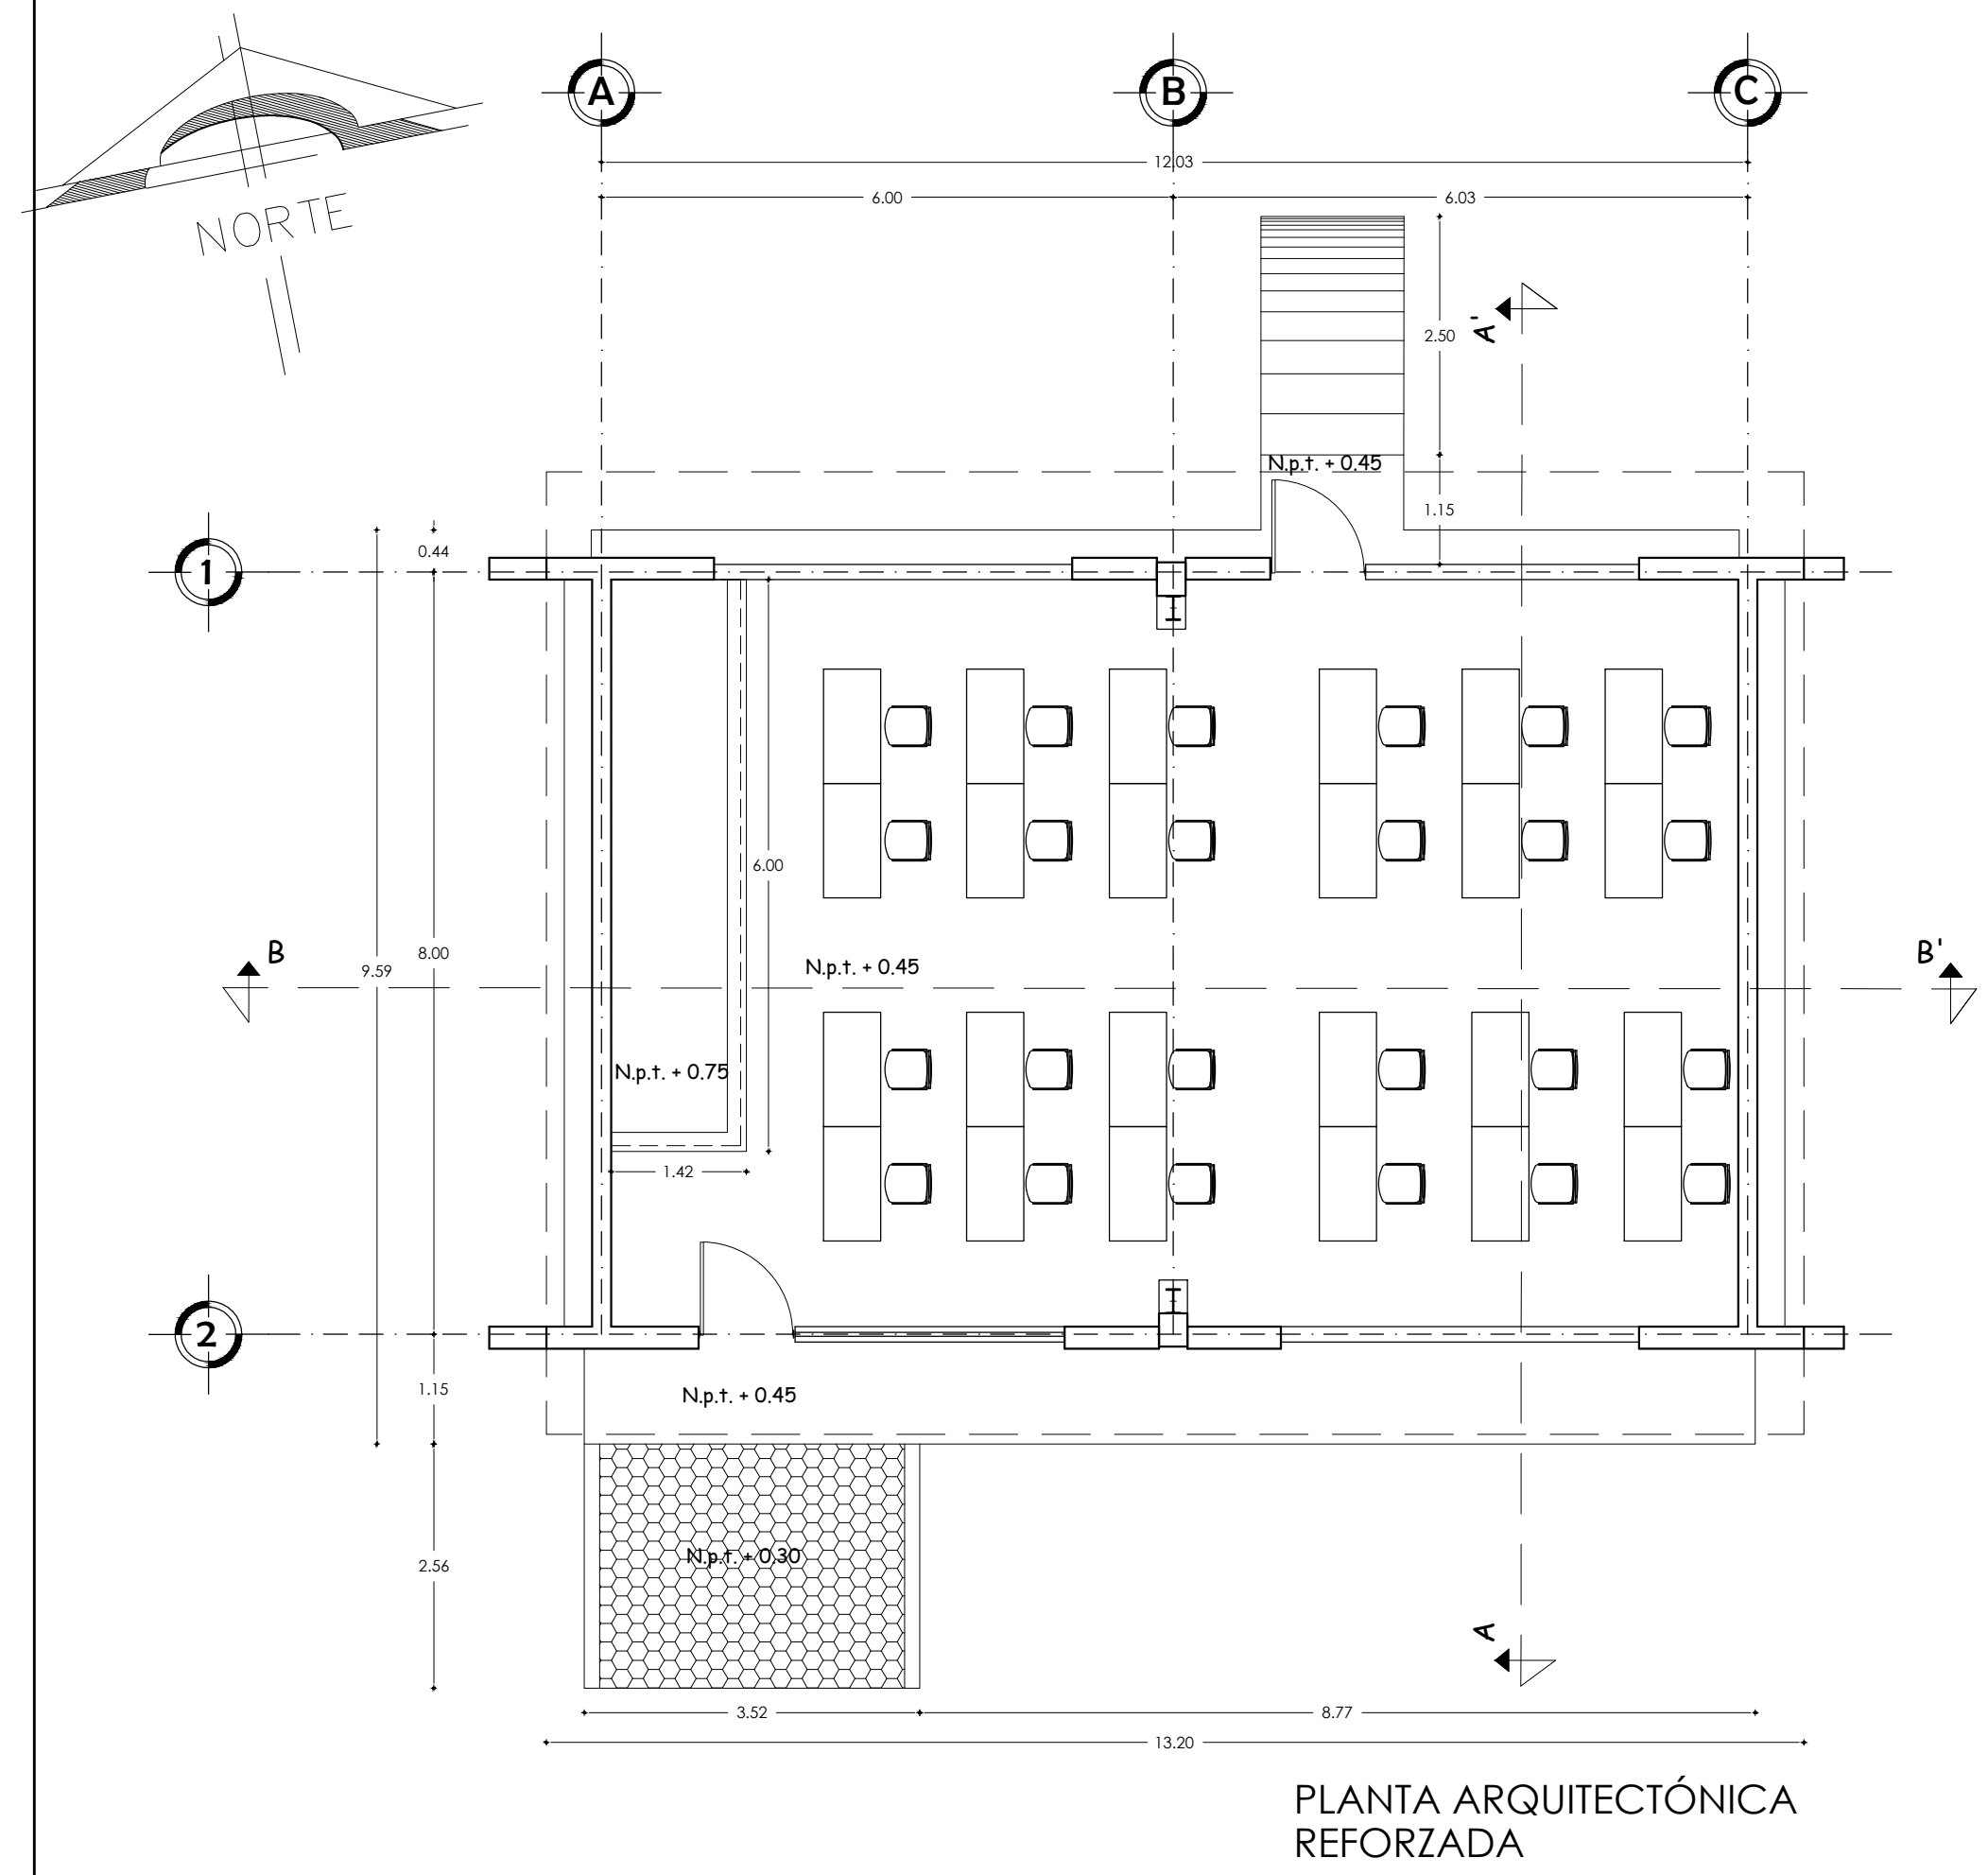 A
B
C
12.03
6.00
6.03
NORTE
2.50
A'
N.p.t. + 0.45
1.15
0.44
1
6.00
8.00
9.59
B
N.p.t. + 0.45
B'
N.p.t. + 0.75
1.42
2
1.15
N.p.t. + 0.45
2.56
N.p.t. + 0.30
A
3.52
8.77
13.20
PLANTA ARQUITECTÓNICA
REFORZADA